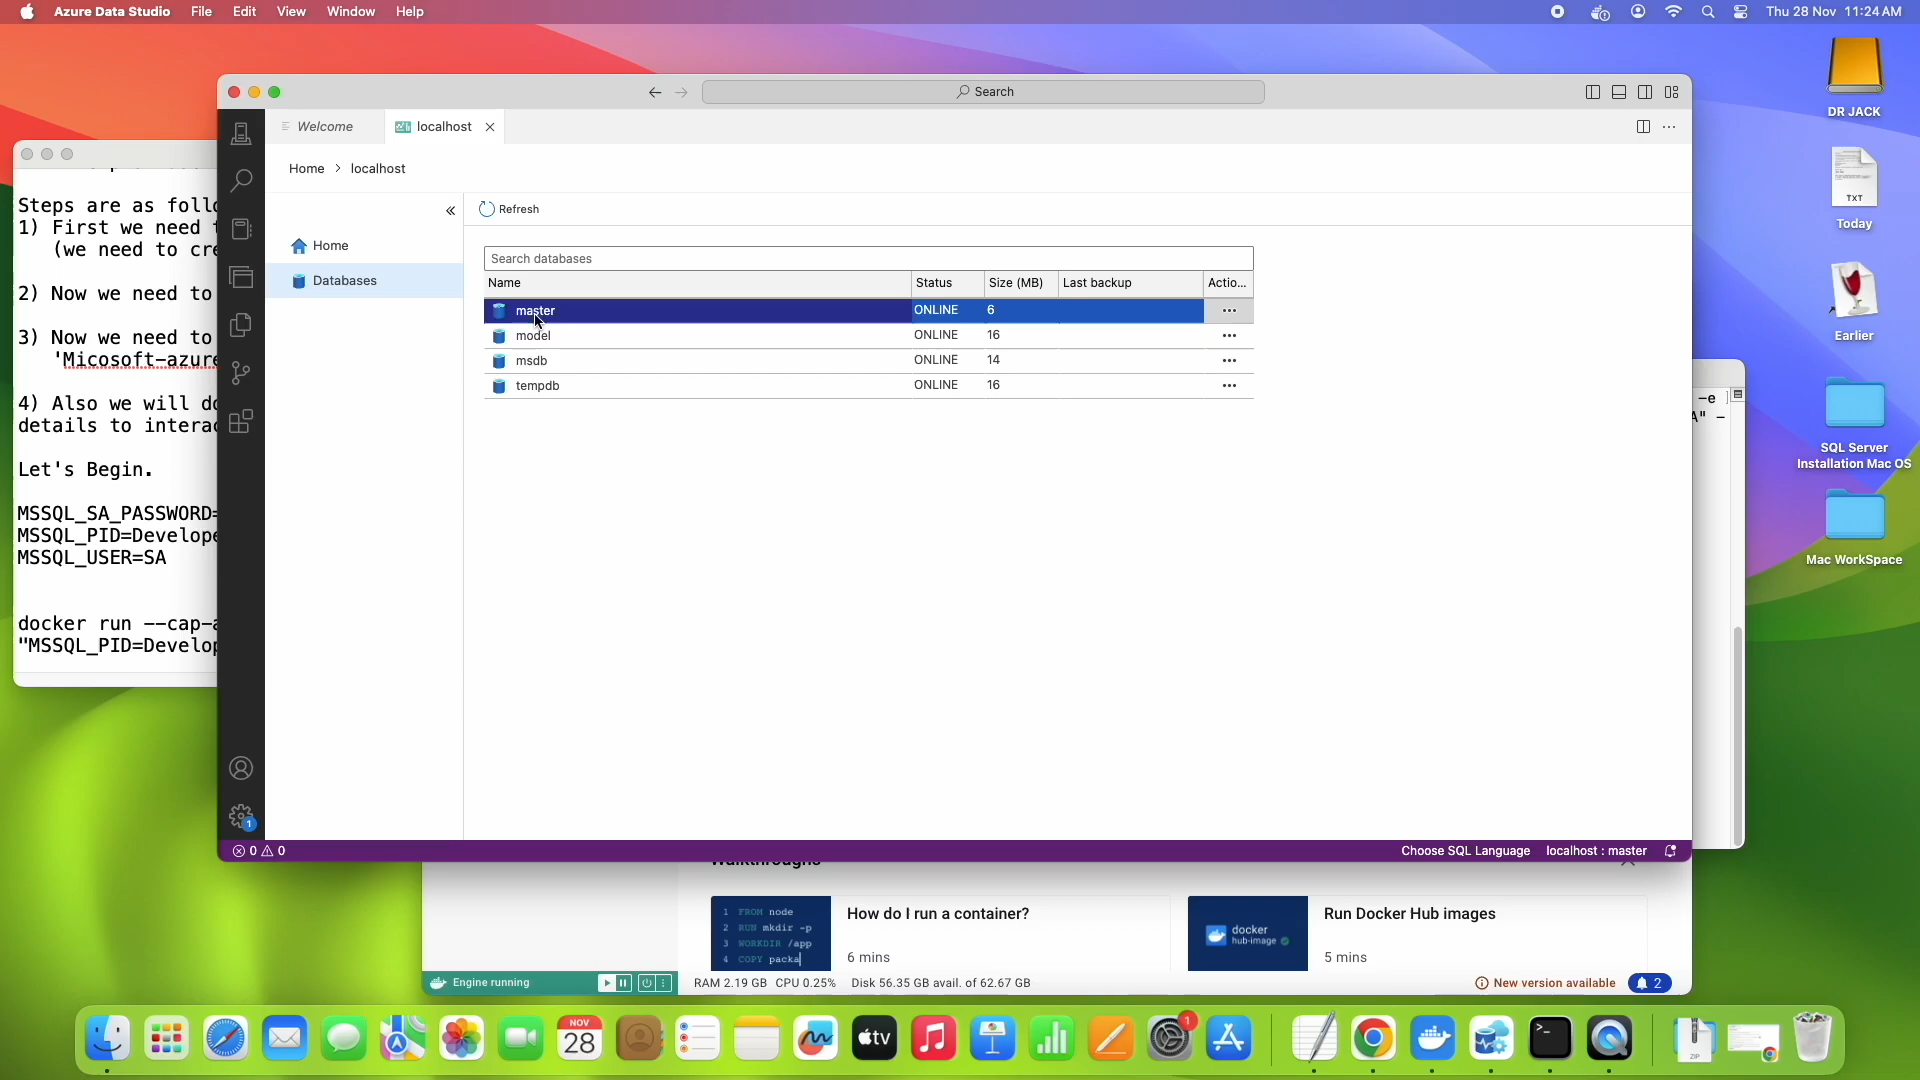 Azure Data Studio File Edit View Window Help
Thu 28 Nov 11:24 AM
Search
Welcome
localhost
Home > localhost
Refresh
Home
Databases
Search databases
Name Status Size (MB) Last backup Actio...
master ONLINE 6
model ONLINE 16
msdb ONLINE 14
tempdb ONLINE 16
1
0 0
Choose SQL Language localhost : master
Steps are as follo
1) First we need
(we need to cre
2) Now we need to
3) Now we need to
'Micosoft-azure
4) Also we will do
details to interac
Let's Begin.
MSSQL_SA_PASSWORD=
MSSQL_PID=Develope
MSSQL_USER=SA
docker run --cap-a
"MSSQL_PID=Develop
-e
A" -
DR JACK
TXT
Today
Earlier
SQL Server
Installation Mac OS
Mac WorkSpace
Walkthroughs
1 FROM node
2 RUN mkdir -p
3 WORKDIR /app
4 COPY packa
How do I run a container?
6 mins
docker
hub-image
Run Docker Hub images
5 mins
Engine running
RAM 2.19 GB CPU 0.25% Disk 56.35 GB avail. of 62.67 GB
New version available
2
NOV
28
tv
1
ZIP